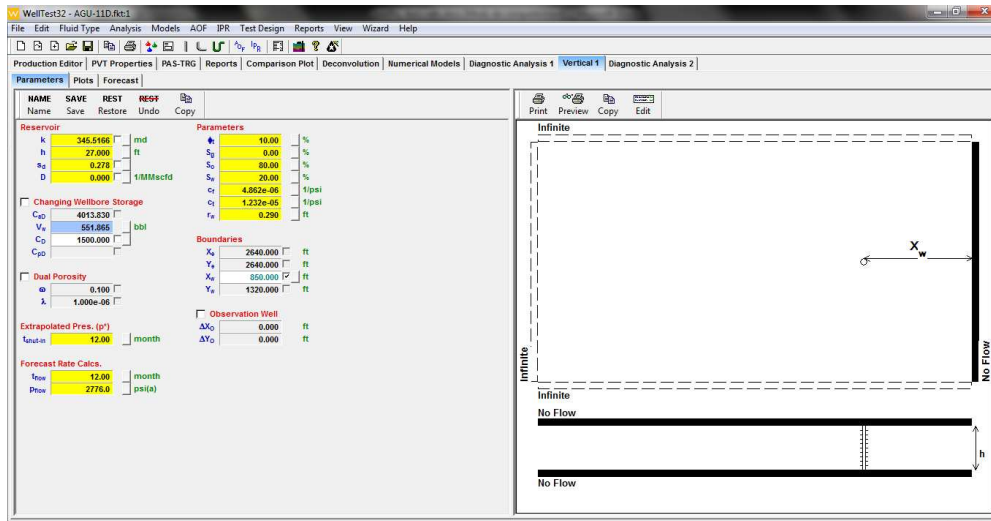 WellTest32 - AGU-11D.fkt:1
File Edit Fluid Type Analysis Models AOF IPR Test Design Reports View Wizard Help
Production Editor PVT Properties PAS-TRG Reports Comparison Plot Deconvolution Numerical Models Diagnostic Analysis 1 Vertical 1 Diagnostic Analysis 2
Parameters Plots Forecast
NAME SAVE REST REST
Name Save Restore Undo Copy
Print Preview Copy Edit
Reservoir
k 345.5166 md
h 27.000 ft
sd 0.278
D 0.000 1/MMscfd
Changing Wellbore Storage
CaD 4013.830
Vw 551.865 bbl
CD 1500.000
CpD
Dual Porosity
ω 0.100
λ 1.000e-06
Extrapolated Pres. (p*)
tshut-in 12.00 month
Forecast Rate Calcs.
tflow 12.00 month
pflow 2776.0 psi(a)
Parameters
ϕt 10.00 %
Sg 0.00 %
So 80.00 %
Sw 20.00 %
cf 4.862e-06 1/psi
ct 1.232e-05 1/psi
rw 0.290 ft
Boundaries
Xe 2640.000 ft
Ye 2640.000 ft
Xw 850.000 ft
Yw 1320.000 ft
Observation Well
ΔXO 0.000 ft
ΔYO 0.000 ft
Infinite
Xw
Infinite
No Flow
Infinite
No Flow
h
No Flow